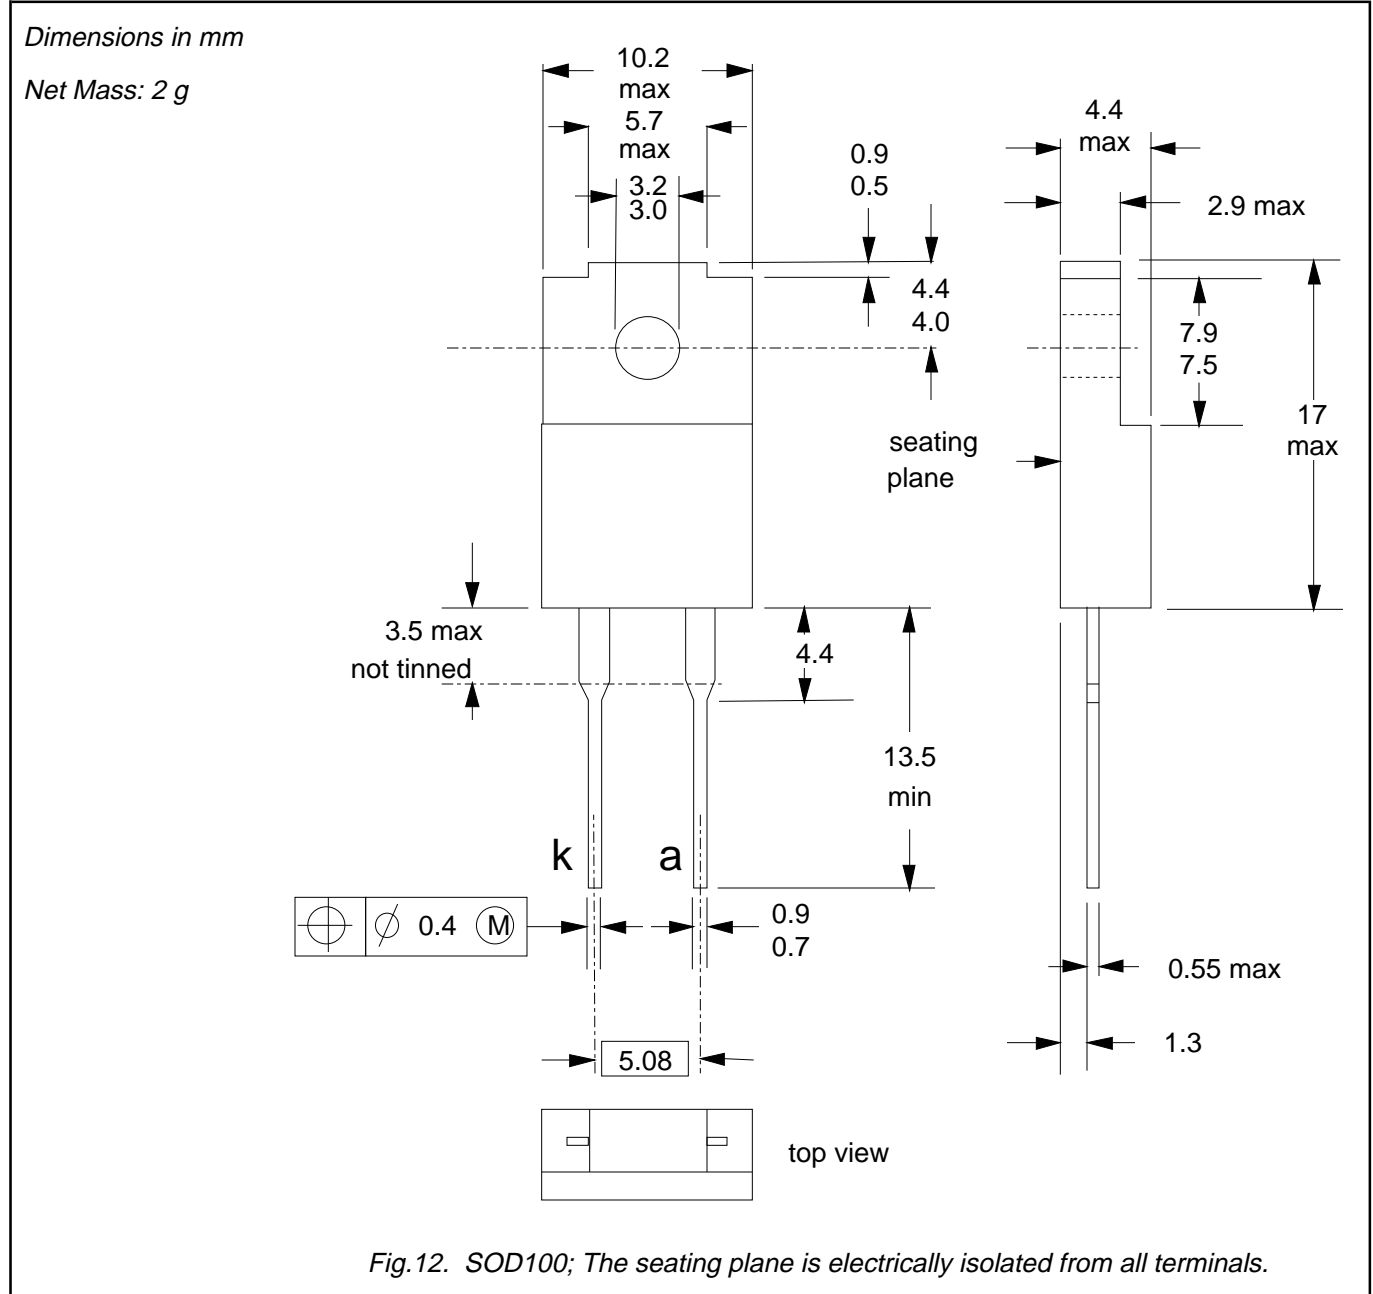 Dimensions in mm
Net Mass: 2 g
10.2
max
5.7
max
3.2
3.0
0.9
0.5
4.4
4.0
4.4
max
2.9 max
7.9
7.5
17
max
seating
plane
3.5 max
not tinned
4.4
13.5
min
k
a
0.4
M
0.9
0.7
0.55 max
1.3
5.08
top view
Fig.12. SOD100; The seating plane is electrically isolated from all terminals.